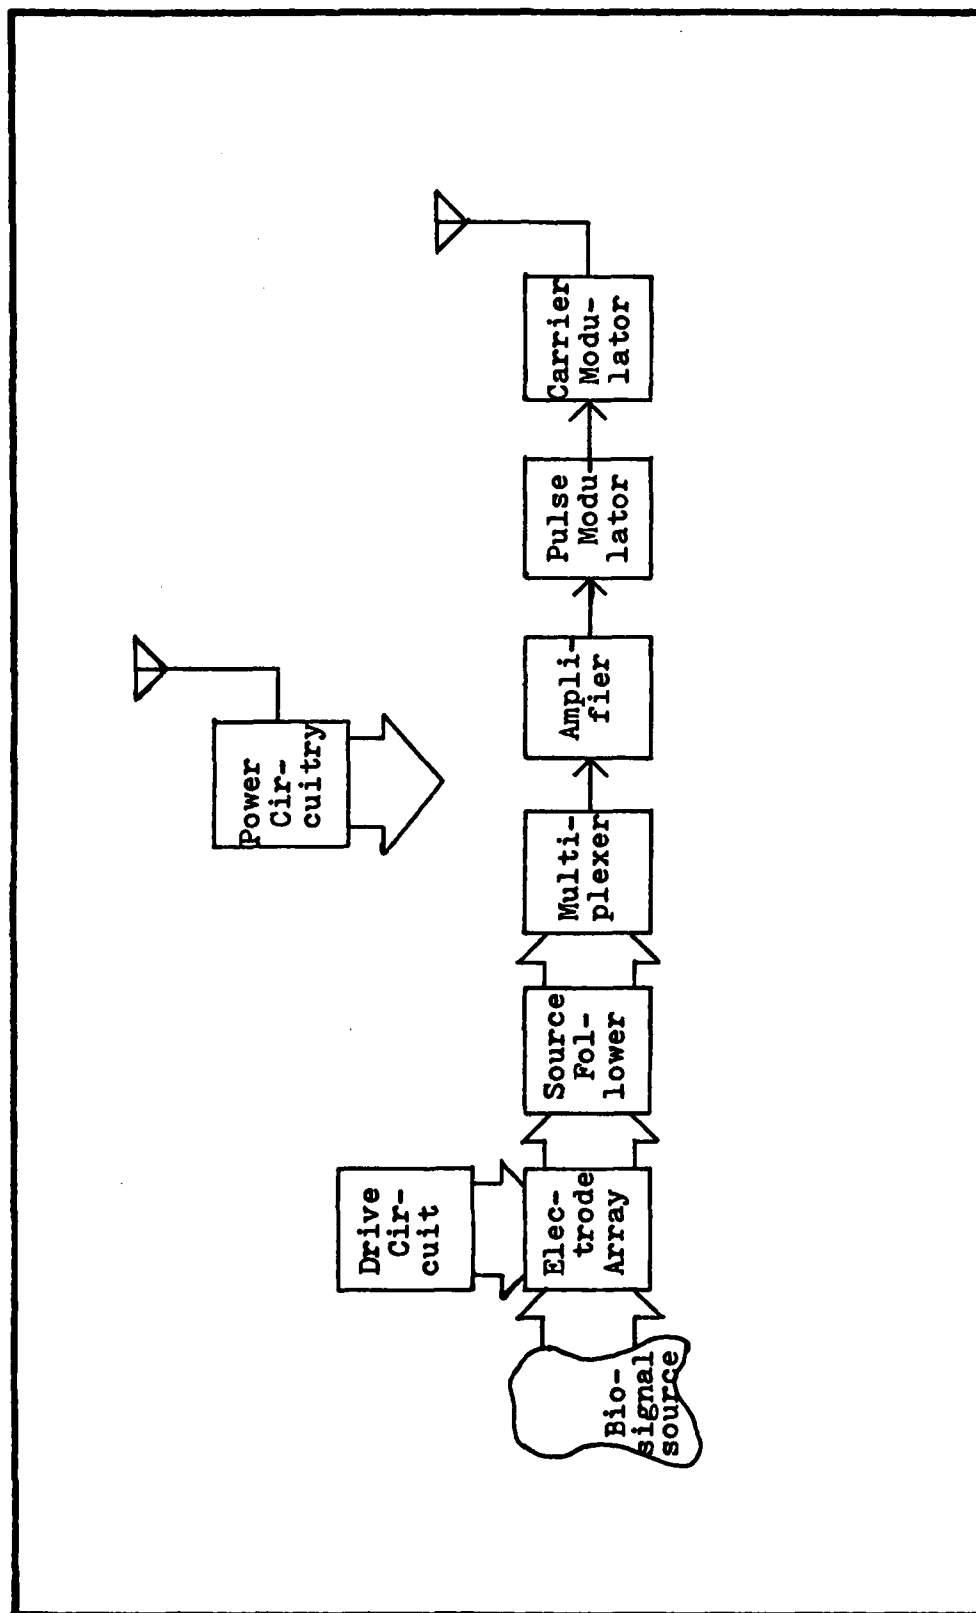 Power
Cir-
cuitry
Drive
Cir-
cuit
Bio-
signal
source
Elec-
trode
Array
Source
Fol-
lower
Multi-
plexer
Ampli-
fier
Pulse
Modu-
lator
Carrier
Modu-
lator